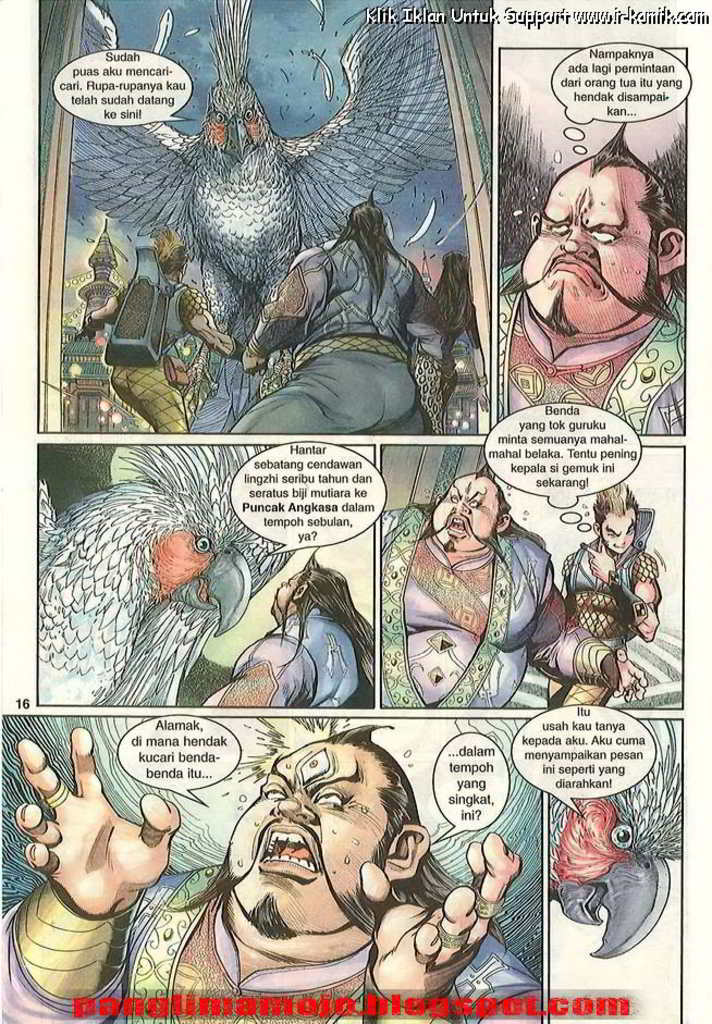 Klik Iklan Untuk Support www.ir-komik.com
Sudah
puas aku mencari-
cari. Rupa-rupanya kau
telah sudah datang
ke sini!
Nampaknya
ada lagi permintaan
dari orang tua itu yang
hendak disampai-
kan...
Hantar
sebatang cendawan
lingzhi seribu tahun dan
seratus biji mutiara ke
Puncak Angkasa dalam
tempoh sebulan,
ya?
Benda
yang tok guruku
minta semuanya mahal-
mahal belaka. Tentu pening
kepala si gemuk ini
sekarang!
16
Alamak,
di mana hendak
kucari benda-
benda itu...
...dalam
tempoh
yang
singkat,
ini?
Itu
usah kau tanya
kepada aku. Aku cuma
menyampaikan pesan
ini seperti yang
diarahkan!
panglimamojo.blogspot.com